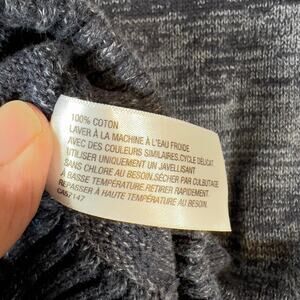 100% COTON
LAVER À LA MACHINE À L'EAU FROIDE
AVEC DES COULEURS SIMILAIRES, CYCLE DÉLICAT
UTILISER UNIQUEMENT UN JAVELLISANT
SANS CHLORE AU BESOIN. SÉCHER PAR CULBUTAGE
À BASSE TEMPÉRATURE. RETIRER RAPIDEMENT
REPASSER À HAUTE TEMPÉRATURE AU BESOIN
CA57147